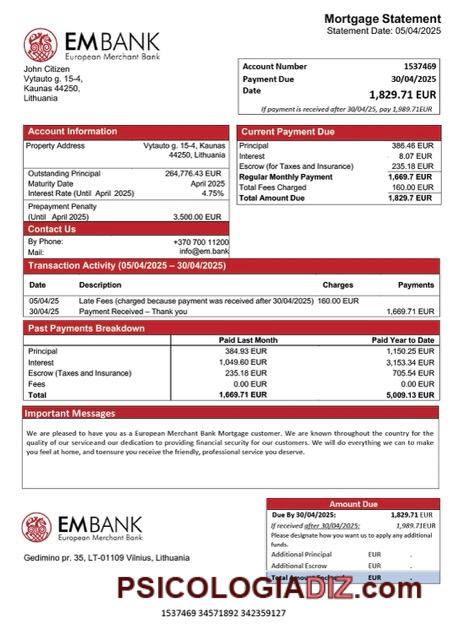 Mortgage Statement
Statement Date: 05/04/2025
EMBANK
European Merchant Bank
John Citizen
Vytauto g. 15-4,
Kaunas 44250,
Lithuania
Account Number 1537469
Payment Due 30/04/2025
Date 1,829.71 EUR
If payment is received after 30/04/25, pay 1,989.71EUR
Account Information
Property Address Vytauto g. 15-4, Kaunas
44250, Lithuania
Outstanding Principal 264,776.43 EUR
Maturity Date April 2025
Interest Rate (Until April 2025) 4.75%
Prepayment Penalty
(Until April 2025) 3,500.00 EUR
Contact Us
By Phone: +370 700 11200
Mail: info@em.bank
Current Payment Due
Principal 386.46 EUR
Interest 8.07 EUR
Escrow (for Taxes and Insurance) 235.18 EUR
Regular Monthly Payment 1,669.7 EUR
Total Fees Charged 160.00 EUR
Total Amount Due 1,829.7 EUR
Transaction Activity (05/04/2025 – 30/04/2025)
Date Description Charges Payments
05/04/25 Late Fees (charged because payment was received after 30/04/2025) 160.00 EUR
30/04/25 Payment Received – Thank you 1,669.71 EUR
Past Payments Breakdown
Paid Last Month Paid Year to Date
Principal 384.93 EUR 1,150.25 EUR
Interest 1,049.60 EUR 3,153.34 EUR
Escrow (Taxes and Insurance) 235.18 EUR 705.54 EUR
Fees 0.00 EUR 0.00 EUR
Total 1,669.71 EUR 5,009.13 EUR
Important Messages
We are pleased to have you as a European Merchant Bank Mortgage customer. We are known throughout the country for the
quality of our serviceand our dedication to providing financial security for our customers. We will do everything we can to make
you feel at home, and toensure you receive the friendly, professional service you deserve.
EMBANK
European Merchant Bank
Gedimino pr. 35, LT-01109 Vilnius, Lithuania
Amount Due
Due By 30/04/2025: 1,829.71 EUR
If received after 30/04/2025: 1,989.71EUR
Please designate how you want us to apply any additional
funds.
Additional Principal EUR .
Additional Escrow EUR .
Total Amount EUR .
PSICOLOGIADIZ.com
1537469 34571892 342359127